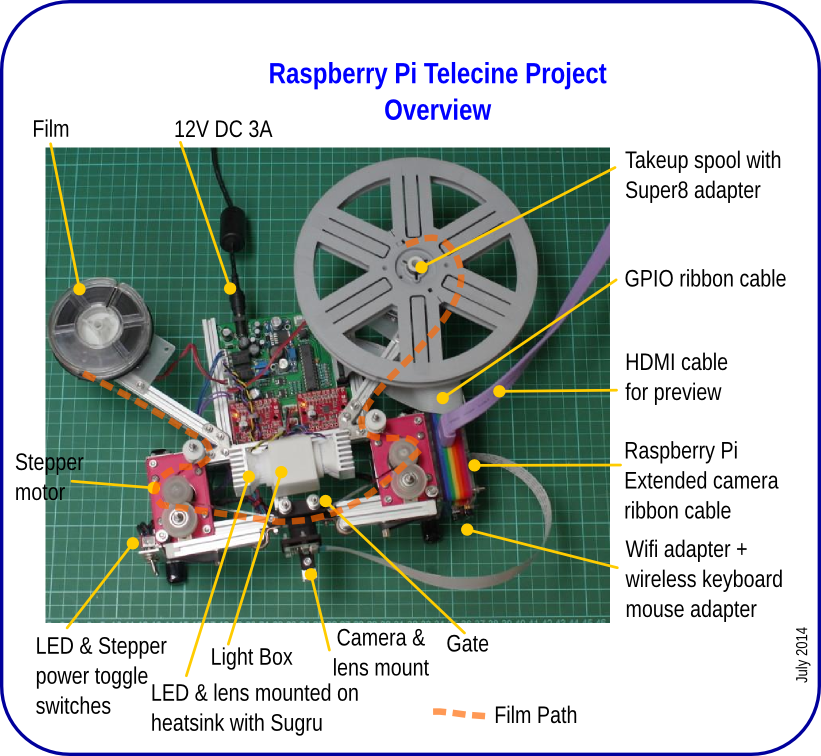 Raspberry Pi Telecine Project
Overview
Film
12V DC 3A
Takeup spool with
Super8 adapter
GPIO ribbon cable
HDMI cable
for preview
Stepper
motor
Raspberry Pi
Extended camera
ribbon cable
Wifi adapter +
wireless keyboard
mouse adapter
LED & Stepper
power toggle
switches
Light Box
LED & lens mounted on
heatsink with Sugru
Camera &
lens mount
Gate
Film Path
July 2014